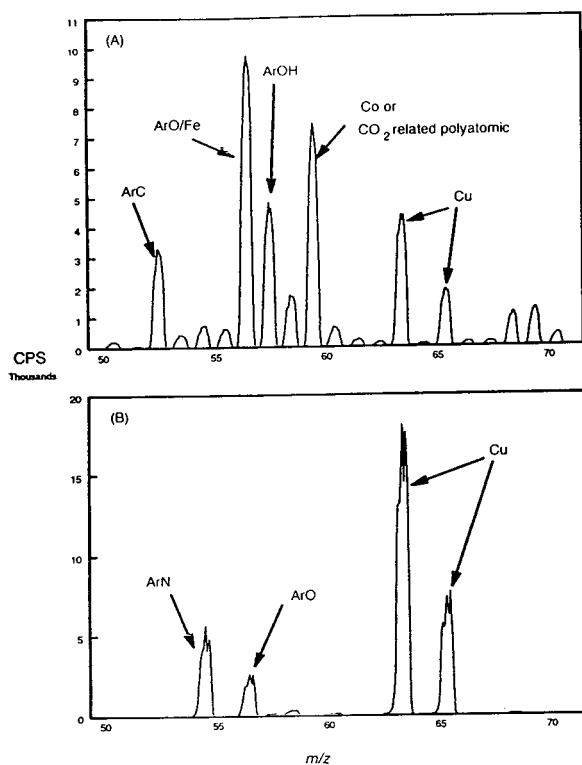 (A)
ArOH
ArO/Fe
Co or
CO2 related polyatomic
ArC
Cu
11
10
9
8
7
6
5
4
3
2
1
0
50 55 60 65 70
CPS
Thousands
(B)
Cu
ArN
ArO
20
15
10
5
0
50 55 60 65 70
m/z